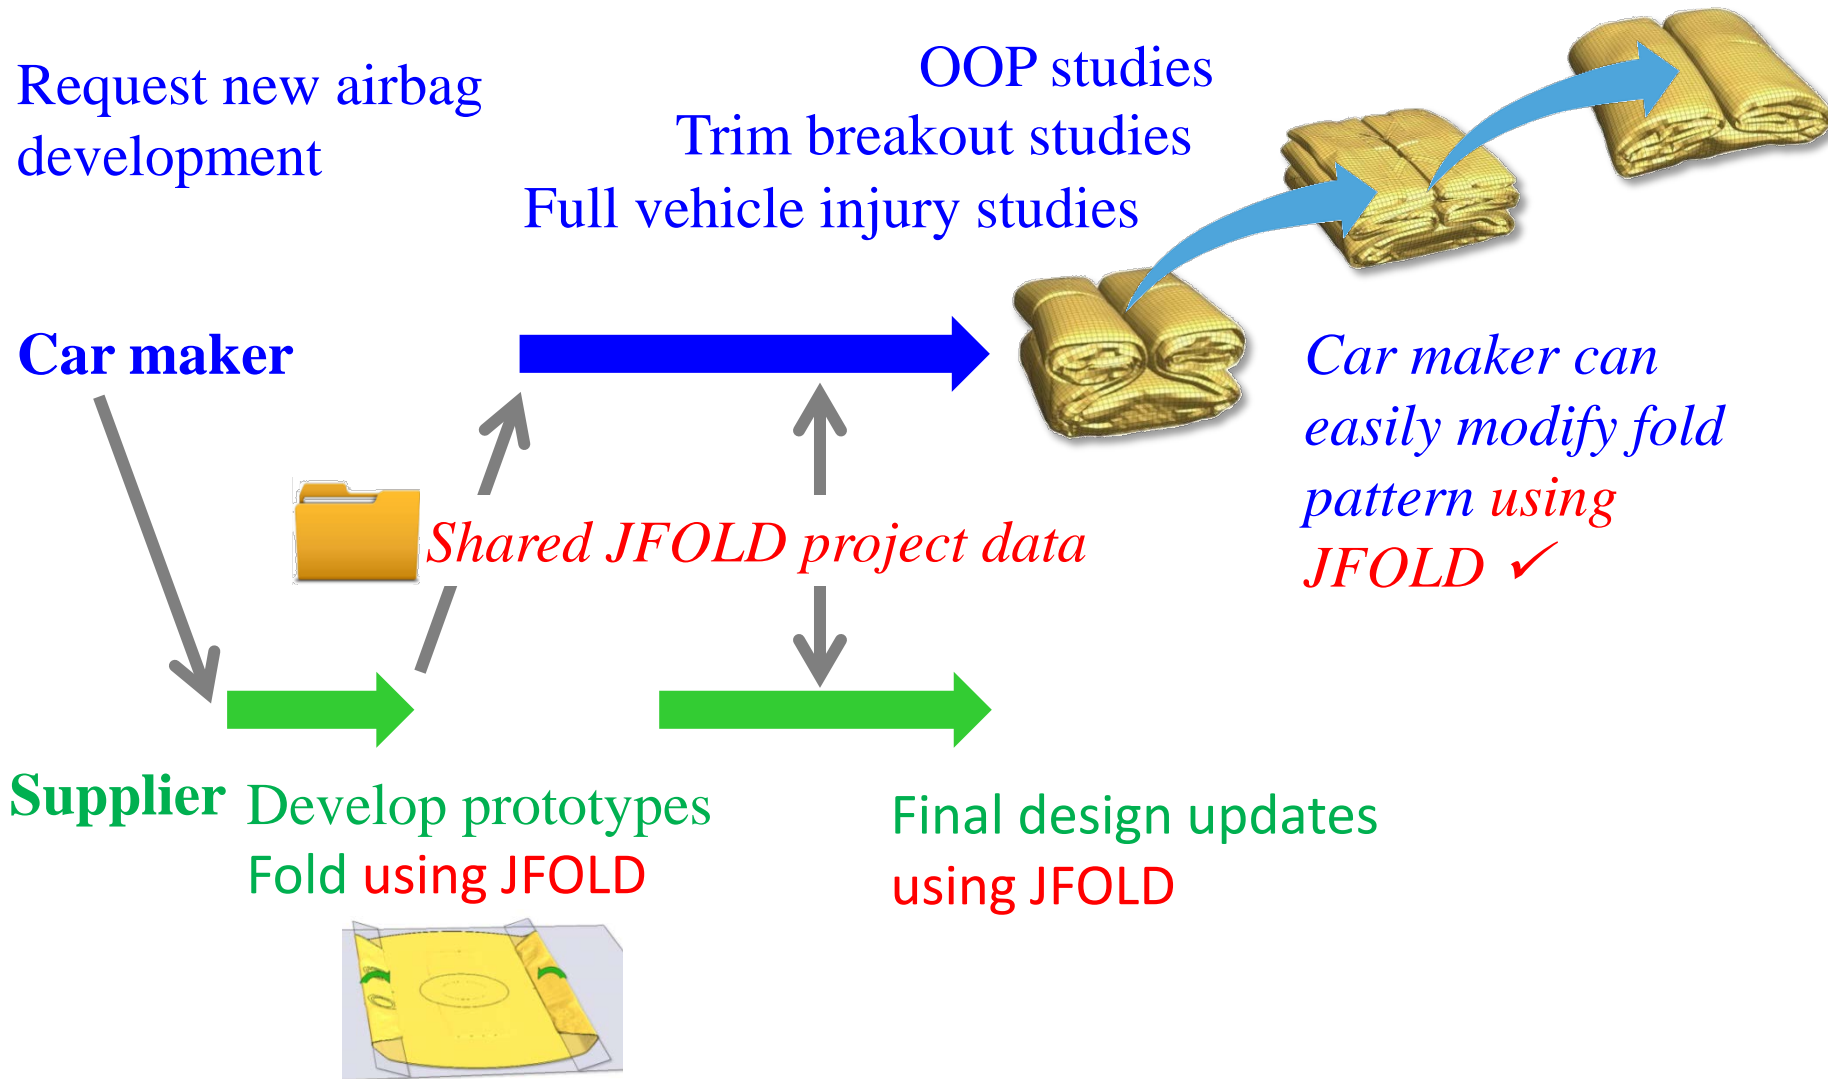 Request new airbag
development
OOP studies
Trim breakout studies
Full vehicle injury studies
Car maker
Car maker can
easily modify fold
pattern using
JFOLD ✓
Shared JFOLD project data
Supplier
Develop prototypes
Fold using JFOLD
Final design updates
using JFOLD